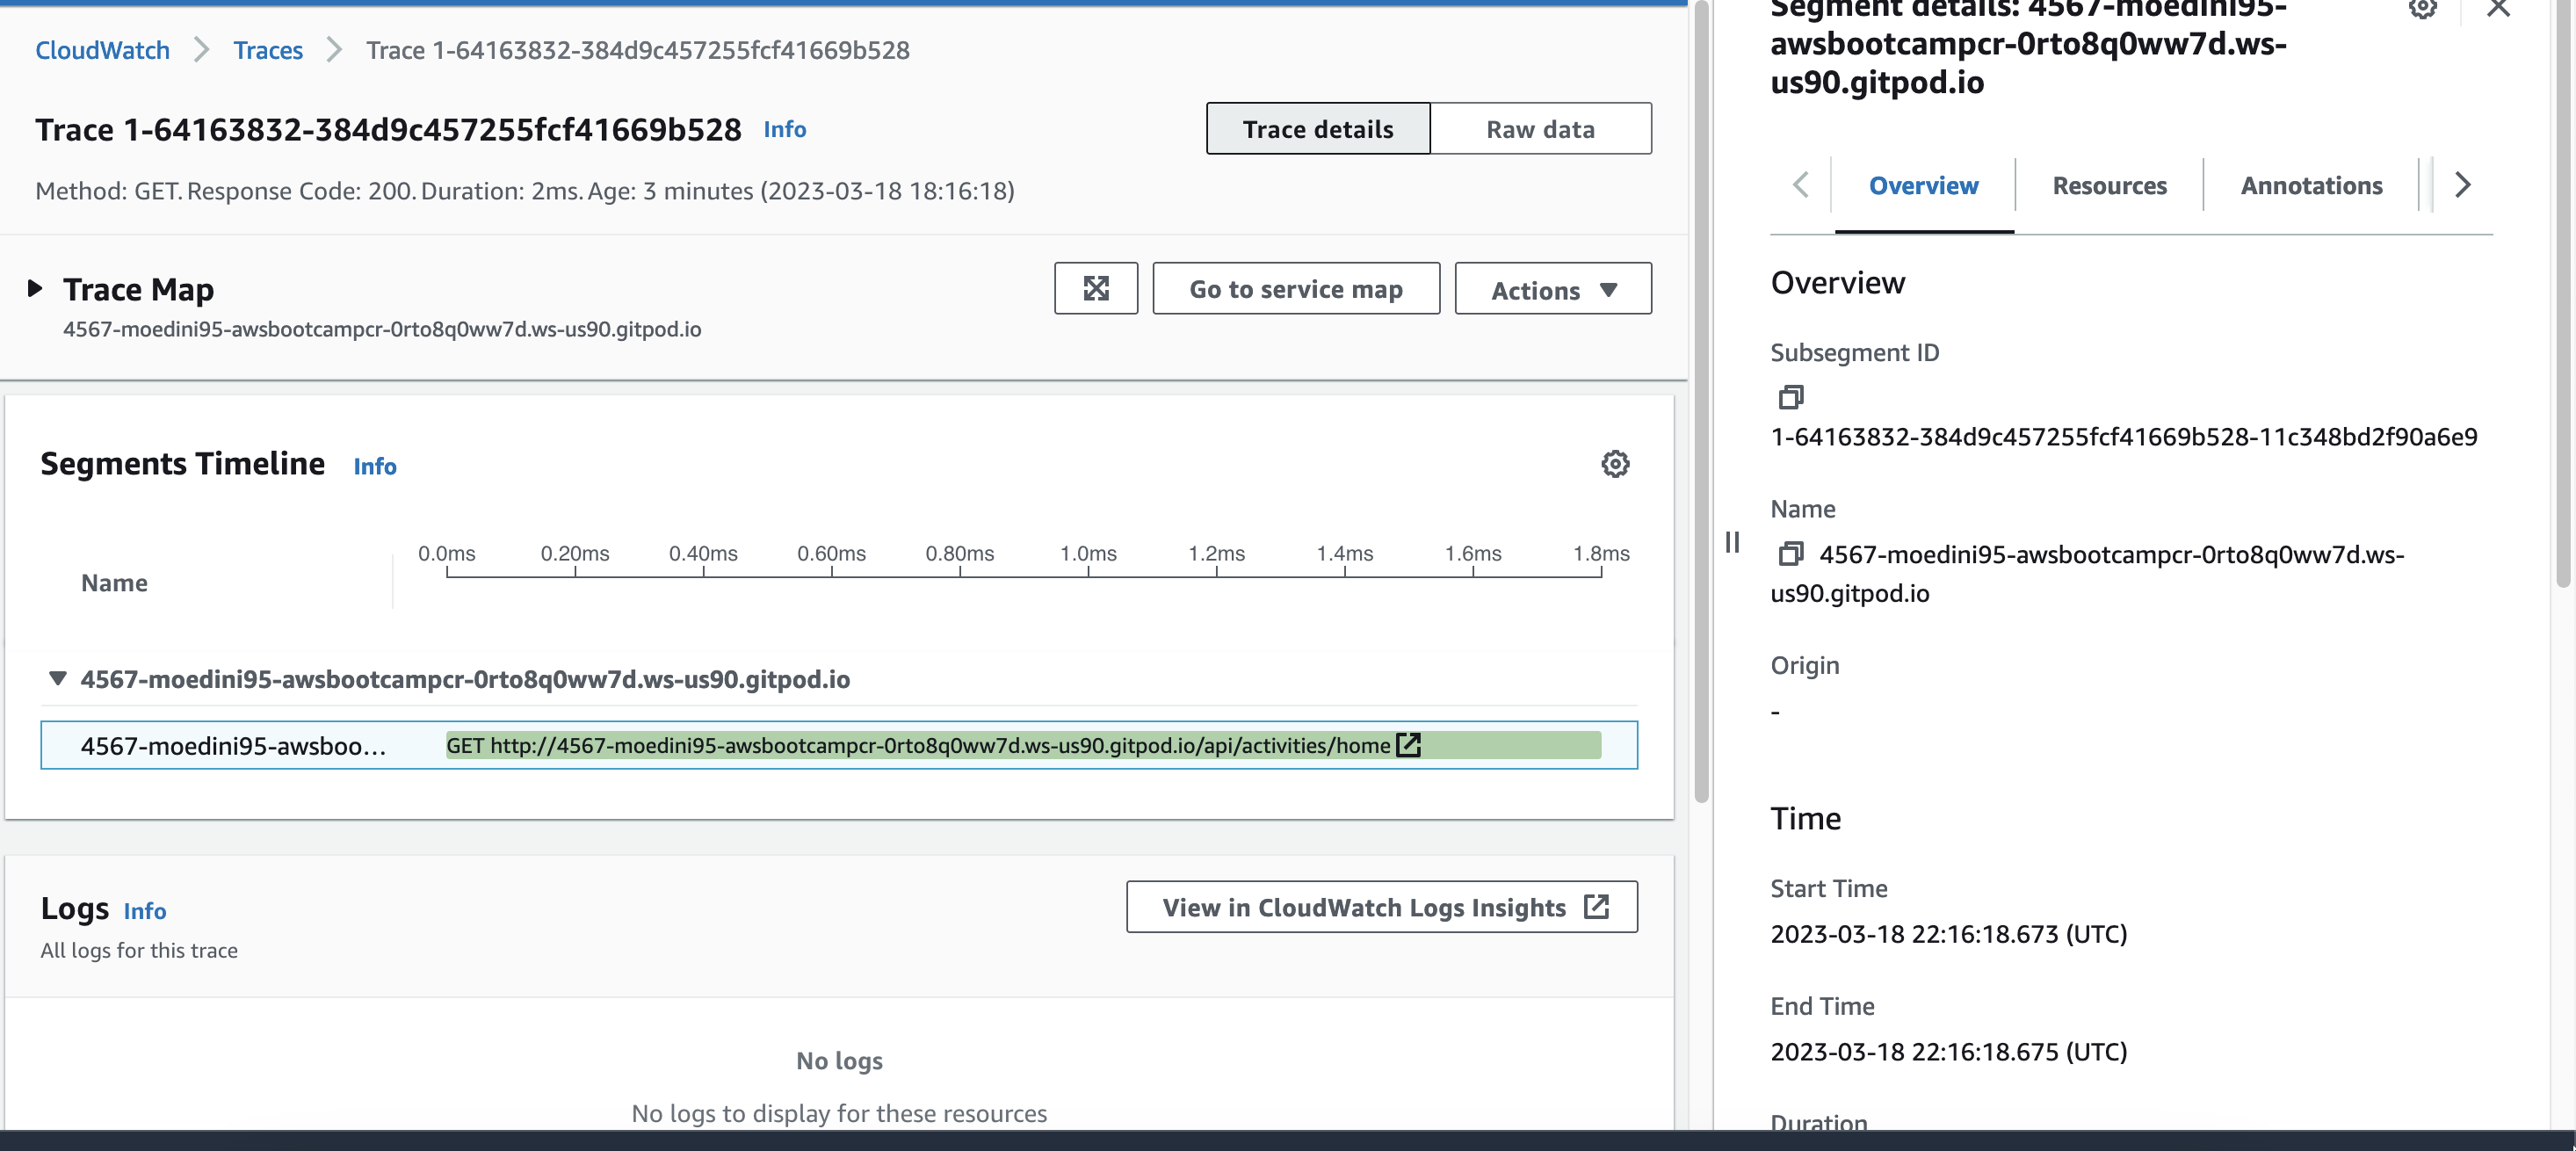 CloudWatch
Traces
Trace 1-64163832-384d9c457255fcf41669b528
Trace 1-64163832-384d9c457255fcf41669b528 Info
Trace details
Raw data
Method: GET. Response Code: 200. Duration: 2ms. Age: 3 minutes (2023-03-18 18:16:18)
Trace Map
4567-moedini95-awsbootcampcr-0rto8q0ww7d.ws-us90.gitpod.io
Go to service map
Actions
Segments Timeline Info
Name
0.0ms 0.20ms 0.40ms 0.60ms 0.80ms 1.0ms 1.2ms 1.4ms 1.6ms 1.8ms
4567-moedini95-awsbootcampcr-0rto8q0ww7d.ws-us90.gitpod.io
4567-moedini95-awsboo... GET http://4567-moedini95-awsbootcampcr-0rto8q0ww7d.ws-us90.gitpod.io/api/activities/home
Logs Info
All logs for this trace
View in CloudWatch Logs Insights
No logs
No logs to display for these resources
Segment details: 4567-moedini95-
awsbootcampcr-0rto8q0ww7d.ws-
us90.gitpod.io
Overview
Resources
Annotations
Overview
Subsegment ID
1-64163832-384d9c457255fcf41669b528-11c348bd2f90a6e9
Name
4567-moedini95-awsbootcampcr-0rto8q0ww7d.ws-
us90.gitpod.io
Origin
-
Time
Start Time
2023-03-18 22:16:18.673 (UTC)
End Time
2023-03-18 22:16:18.675 (UTC)
Duration